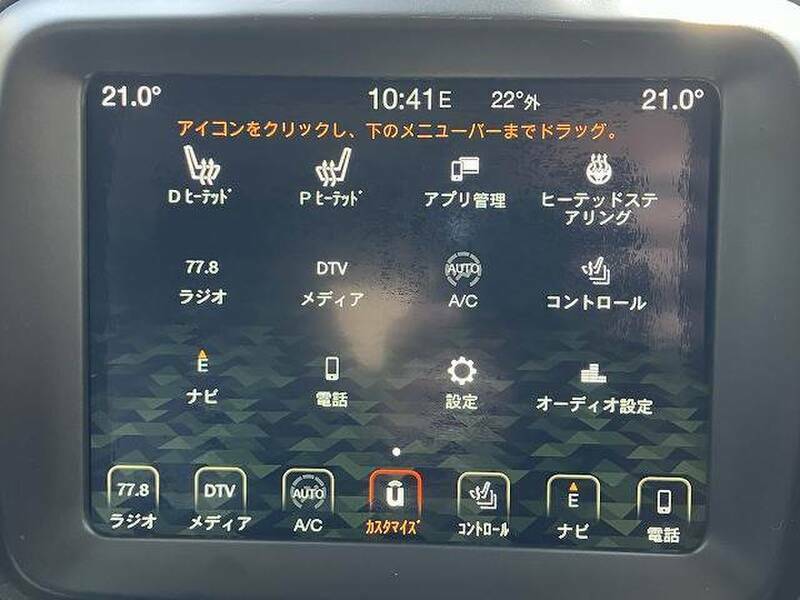 21.0° 10:41 E 22°外 21.0°
アイコンをクリックし、下のメニューバーまでドラッグ。
Dﾋｰﾃｯﾄﾞ Pﾋｰﾃｯﾄﾞ アプリ管理 ヒーテッドステ
アリング
77.8 DTV AUTO
ラジオ メディア A/C コントロール
E
ナビ 電話 設定 オーディオ設定
77.8 DTV AUTO ū E
ラジオ メディア A/C ｶｽﾀﾏｲｽﾞ ｺﾝﾄﾛｰﾙ ナビ 電話